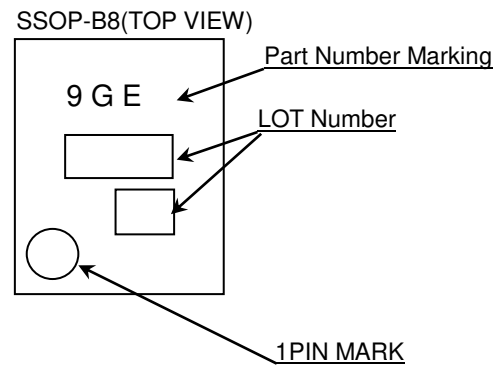 SSOP-B8(TOP VIEW)
Part Number Marking
9 G E
LOT Number
1PIN MARK